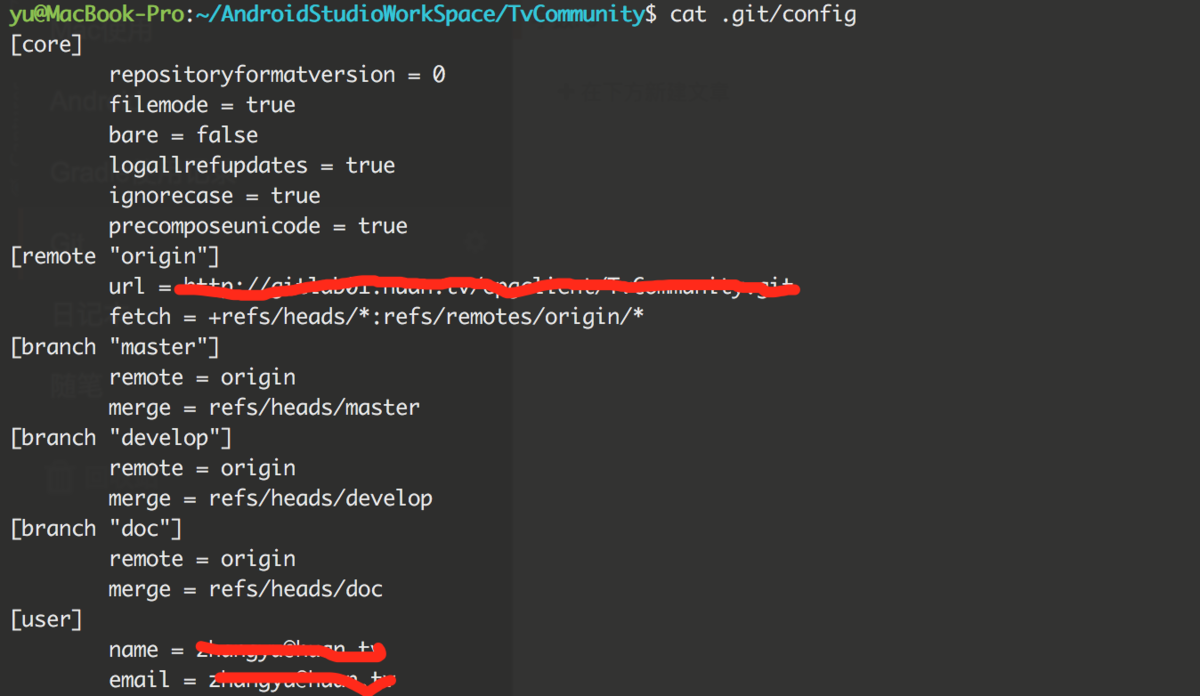 yu@MacBook-Pro:~/AndroidStudioWorkSpace/TvCommunity$ cat .git/config
[core]
repositoryformatversion = 0
filemode = true
bare = false
logallrefupdates = true
ignorecase = true
precomposeunicode = true
[remote "origin"]
url =
fetch = +refs/heads/*:refs/remotes/origin/*
[branch "master"]
remote = origin
merge = refs/heads/master
[branch "develop"]
remote = origin
merge = refs/heads/develop
[branch "doc"]
remote = origin
merge = refs/heads/doc
[user]
name =
email =